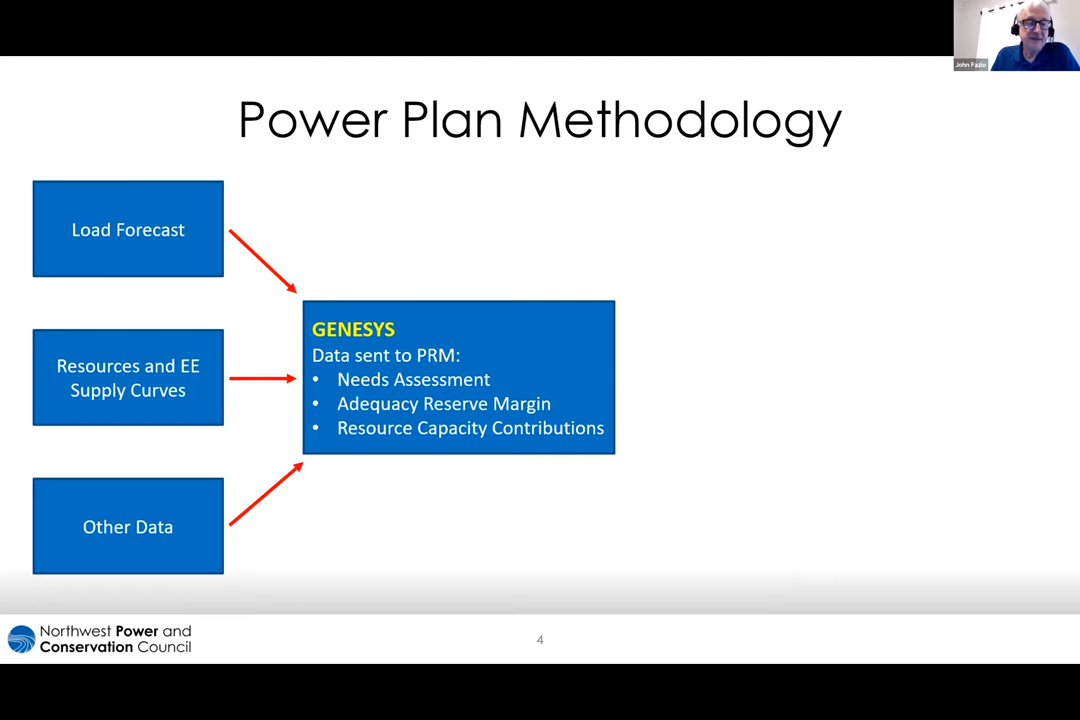 John Fazio
Power Plan Methodology
Load Forecast
Resources and EE
Supply Curves
Other Data
GENESYS
Data sent to PRM:
• Needs Assessment
• Adequacy Reserve Margin
• Resource Capacity Contributions
Northwest Power and
Conservation Council
4